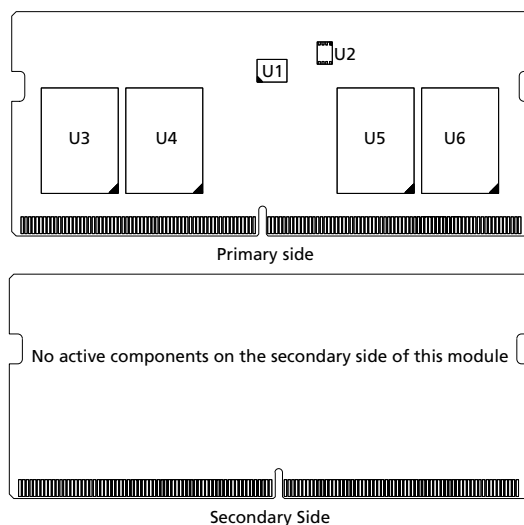 U2
U1
U3
U4
U5
U6
Primary side
No active components on the secondary side of this module
Secondary Side